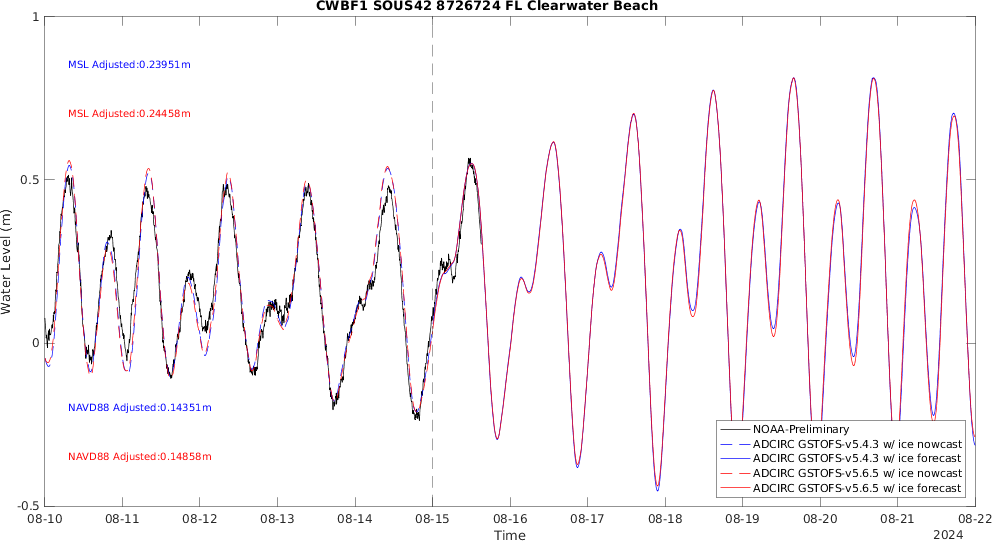 CWBF1 SOUS42 8726724 FL Clearwater Beach
1
0.5
0
-0.5
Water Level (m)
MSL Adjusted:0.23951m
MSL Adjusted:0.24458m
NAVD88 Adjusted:0.14351m
NAVD88 Adjusted:0.14858m
NOAA-Preliminary
ADCIRC GSTOFS-v5.4.3 w/ ice nowcast
ADCIRC GSTOFS-v5.4.3 w/ ice forecast
ADCIRC GSTOFS-v5.6.5 w/ ice nowcast
ADCIRC GSTOFS-v5.6.5 w/ ice forecast
08-10 08-11 08-12 08-13 08-14 08-15 08-16 08-17 08-18 08-19 08-20 08-21 08-22
Time
2024